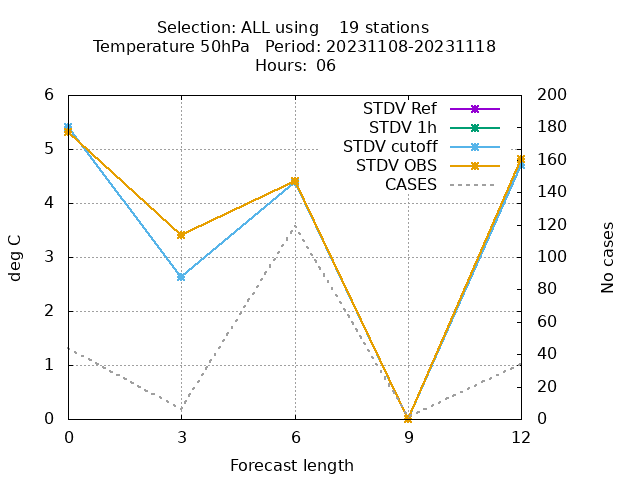 Selection: ALL using    19 stations
Temperature 50hPa   Period: 20231108-20231118
Hours:  06
STDV Ref
STDV 1h
STDV cutoff
STDV OBS
CASES
6
5
4
3
2
1
0
deg C
200
180
160
140
120
100
80
60
40
20
0
No cases
0 3 6 9 12
Forecast length